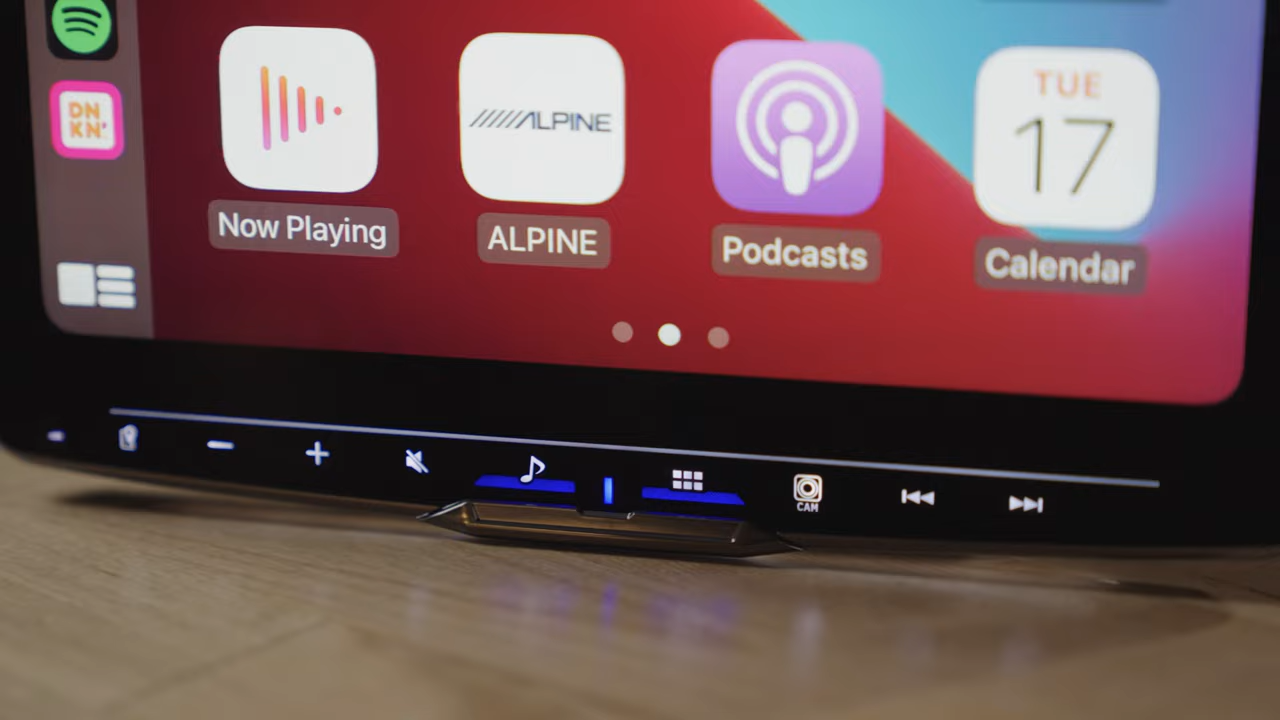 DN
KN'
Now Playing
ALPINE
ALPINE
Podcasts
TUE
17
Calendar
CAM